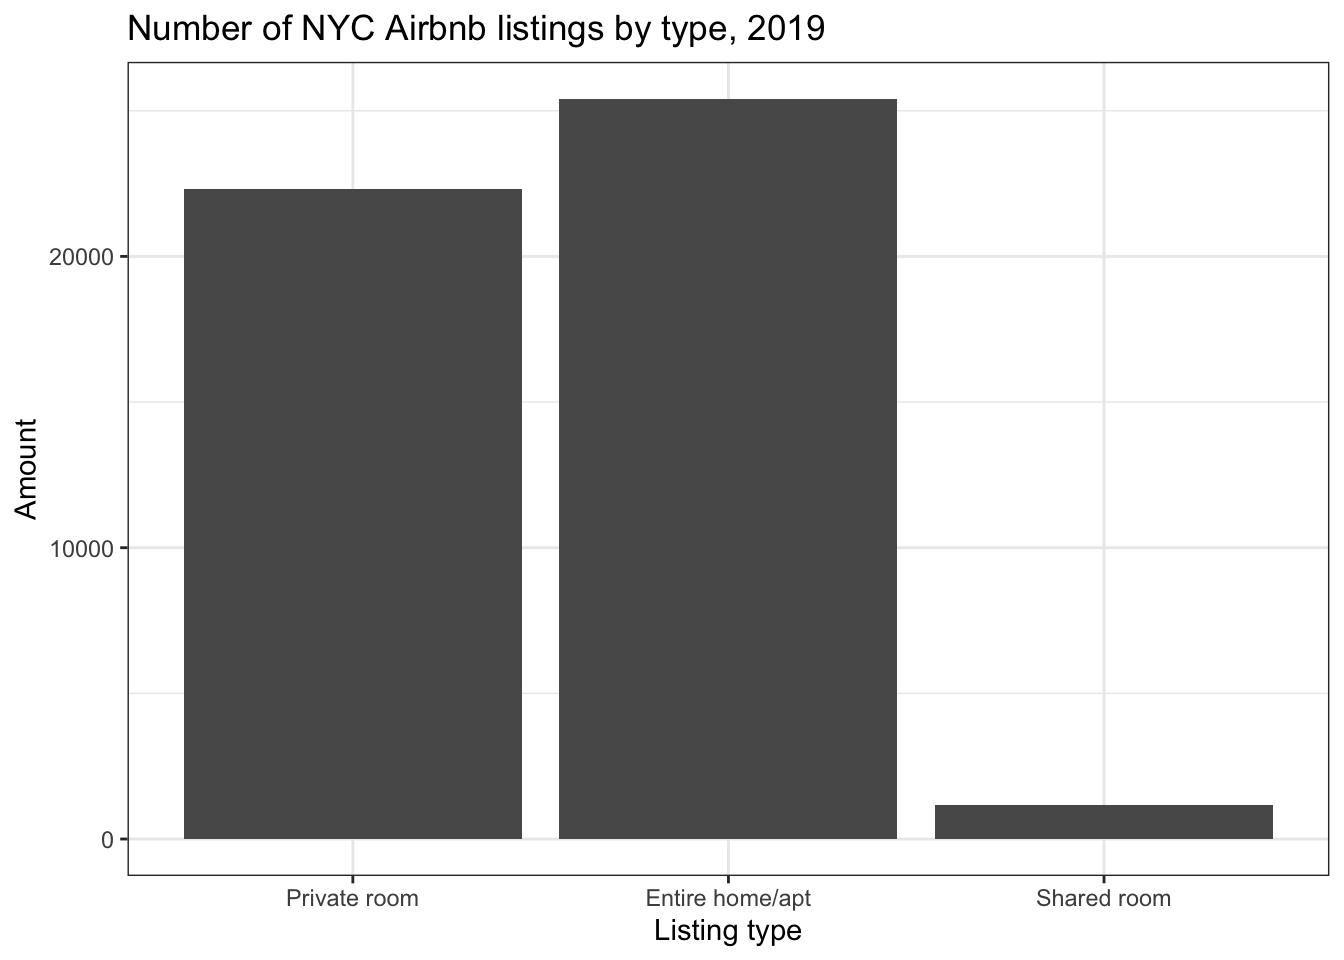 Number of NYC Airbnb listings by type, 2019
Amount
20000
10000
0
Private room
Entire home/apt
Shared room
Listing type